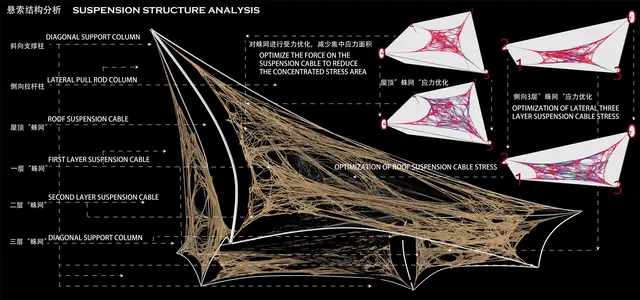 悬索结构分析 SUSPENSION STRUCTURE ANALYSIS
DIAGONAL SUPPORT COLUMN
斜向支撑柱
LATERAL PULL ROD COLUMN
侧向拉杆柱
ROOF SUSPENSION CABLE
屋顶“蛛网”
FIRST LAYER SUSPENSION CABLE
一层“蛛网”
SECOND LAYER SUSPENSION CABLE
二层“蛛网”
DIAGONAL SUPPORT COLUMN
三层“蛛网”
对蛛网进行受力优化，减少集中应力面积
OPTIMIZE THE FORCE ON THE
SUSPENSION CABLE TO REDUCE
THE CONCENTRATED STRESS AREA
屋顶“蛛网”应力优化
OPTIMIZATION OF ROOF SUSPENSION CABLE STRESS
侧向3层“蛛网”应力优化
OPTIMIZATION OF LATERAL THREE
LAYER SUSPENSION CABLE STRESS